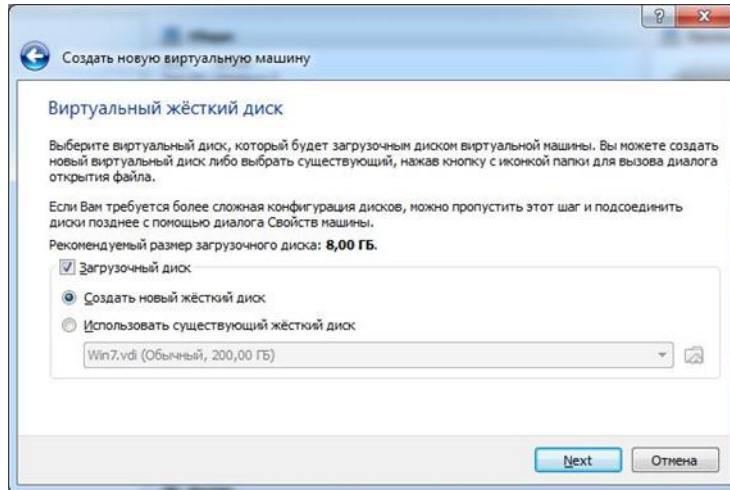 Создать новую виртуальную машину
Виртуальный жёсткий диск
Выберите виртуальный диск, который будет загрузочным диском виртуальной машины. Вы можете создать
новый виртуальный диск либо выбрать существующий, нажав кнопку с иконкой папки для вызова диалога
открытия файла.
Если Вам требуется более сложная конфигурация дисков, можно пропустить этот шаг и подсоединить
диски позднее с помощью диалога Свойств машины.
Рекомендуемый размер загрузочного диска: 8,00 ГБ.
Загрузочный диск
Создать новый жёсткий диск
Использовать существующий жёсткий диск
Win7.vdi (Обычный, 200,00 ГБ)
Next Отмена